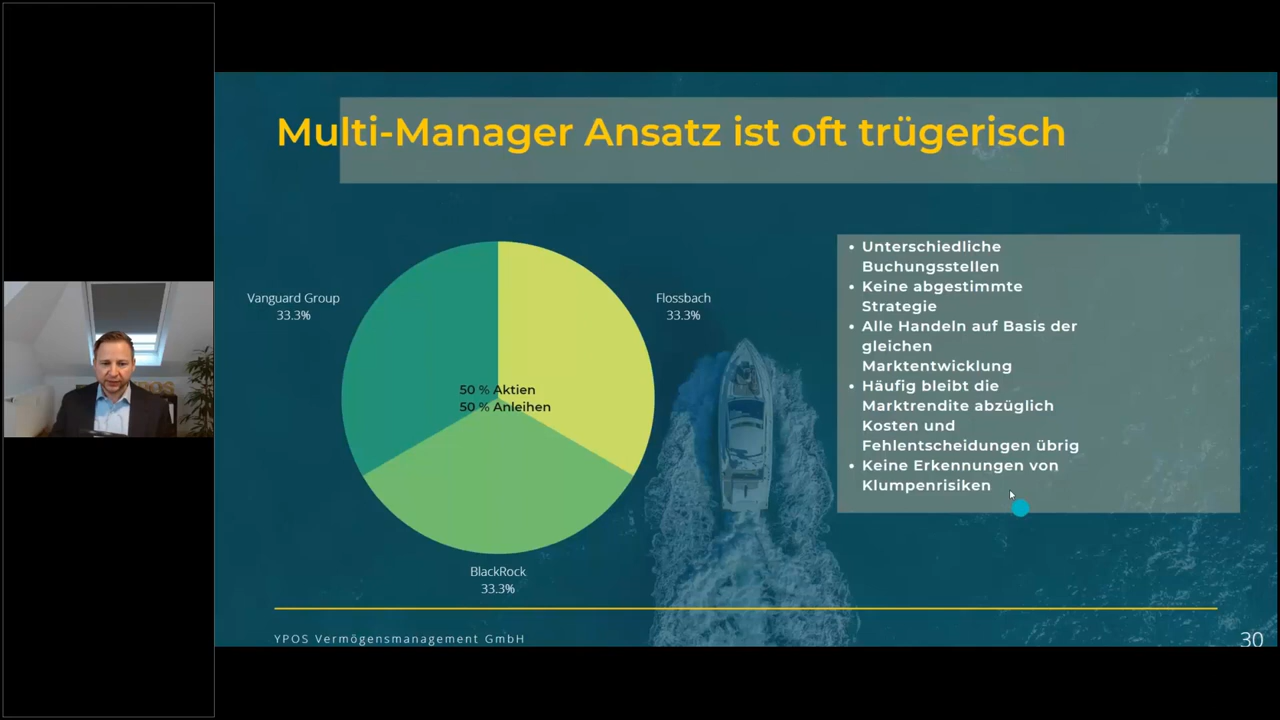 Multi-Manager Ansatz ist oft trügerisch
Vanguard Group
33.3%
Flossbach
33.3%
50 % Aktien
50 % Anleihen
BlackRock
33.3%
• Unterschiedliche
Buchungsstellen
• Keine abgestimmte
Strategie
• Alle Handeln auf Basis der
gleichen
Marktentwicklung
• Häufig bleibt die
Marktrendite abzüglich
Kosten und
Fehlentscheidungen übrig
• Keine Erkennungen von
Klumpenrisiken
YPOS Vermögensmanagement GmbH
30